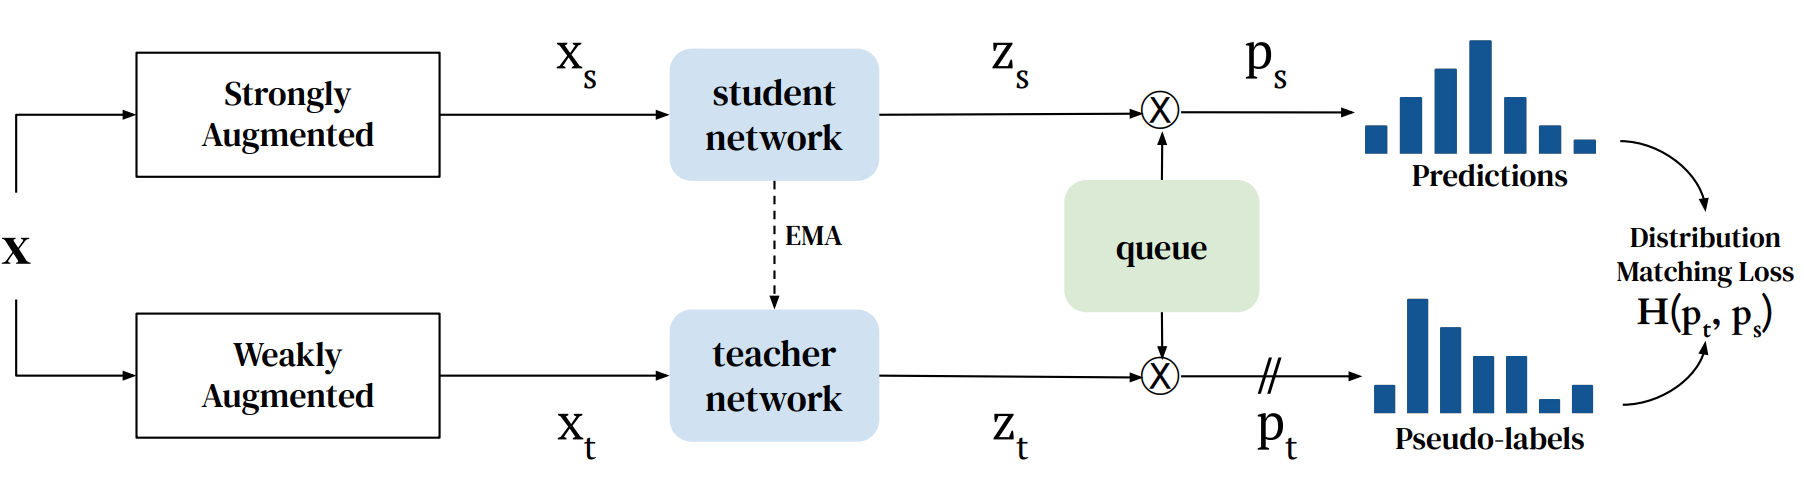 x
Strongly
Augmented
x_s
student
network
z_s
X
p_s
Predictions
EMA
queue
Distribution
Matching Loss
H(p_t, p_s)
Weakly
Augmented
x_t
teacher
network
z_t
X
//
p_t
Pseudo-labels